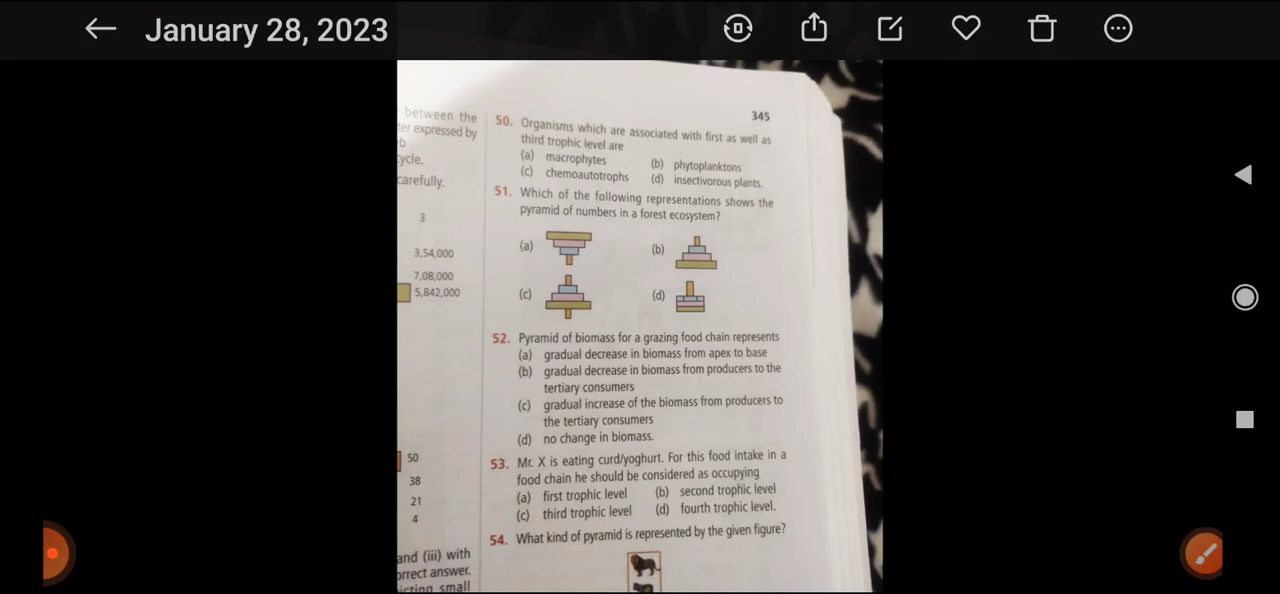 January 28, 2023
between the
ter expressed by
b
cycle.
carefully.
3
3,54,000
7,08,000
5,842,000
50
38
21
4
and (iii) with
orrect answer.
icting small
345
50. Organisms which are associated with first as well as
third trophic level are
(a) macrophytes (b) phytoplanktons
(c) chemoautotrophs (d) insectivorous plants.
51. Which of the following representations shows the
pyramid of numbers in a forest ecosystem?
(a) (b)
(c) (d)
52. Pyramid of biomass for a grazing food chain represents
(a) gradual decrease in biomass from apex to base
(b) gradual decrease in biomass from producers to the
tertiary consumers
(c) gradual increase of the biomass from producers to
the tertiary consumers
(d) no change in biomass.
53. Mr. X is eating curd/yoghurt. For this food intake in a
food chain he should be considered as occupying
(a) first trophic level (b) second trophic level
(c) third trophic level (d) fourth trophic level.
54. What kind of pyramid is represented by the given figure?